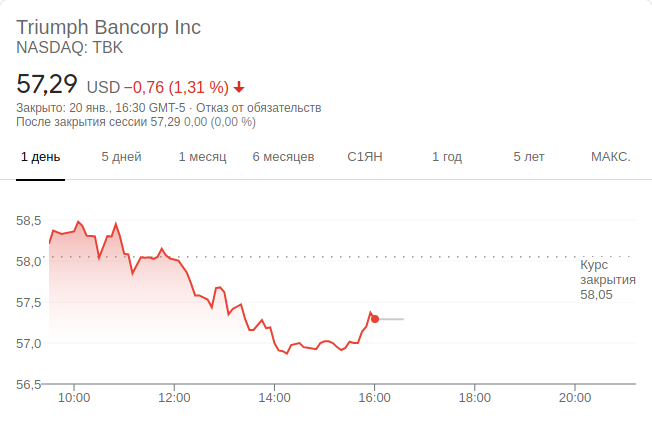 Triumph Bancorp Inc
NASDAQ: TBK
57,29 USD −0,76 (1,31 %)
Закрыто: 20 янв., 16:30 GMT-5 · Отказ от обязательств
После закрытия сессии 57,29 0,00 (0,00 %)
1 день 5 дней 1 месяц 6 месяцев С1ЯН 1 год 5 лет МАКС.
58,5
58,0
57,5
57,0
56,5
Курс
закрытия
58,05
10:00 12:00 14:00 16:00 18:00 20:00